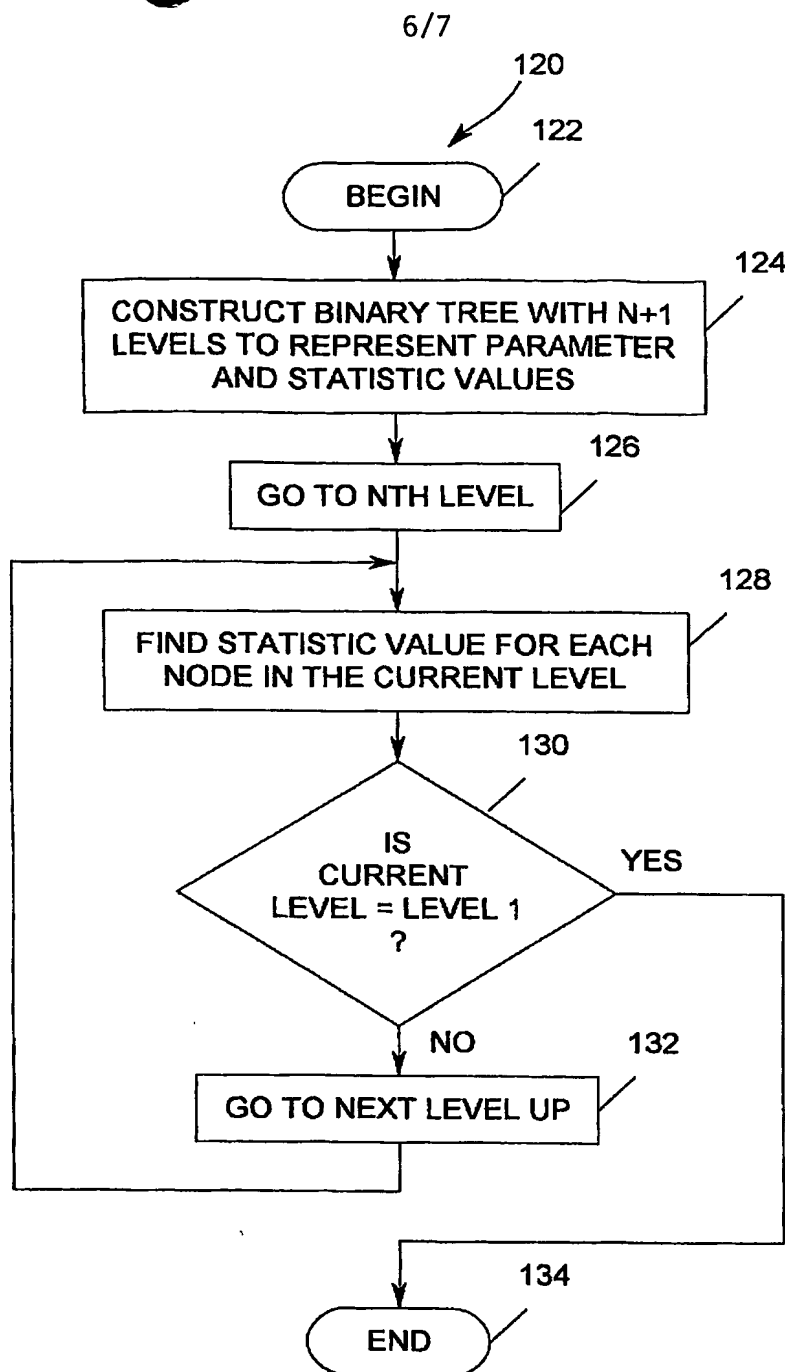 6/7
120
122
BEGIN
124
CONSTRUCT BINARY TREE WITH N+1
LEVELS TO REPRESENT PARAMETER
AND STATISTIC VALUES
126
GO TO NTH LEVEL
128
FIND STATISTIC VALUE FOR EACH
NODE IN THE CURRENT LEVEL
130
IS
CURRENT
LEVEL = LEVEL 1
?
YES
NO
132
GO TO NEXT LEVEL UP
134
END